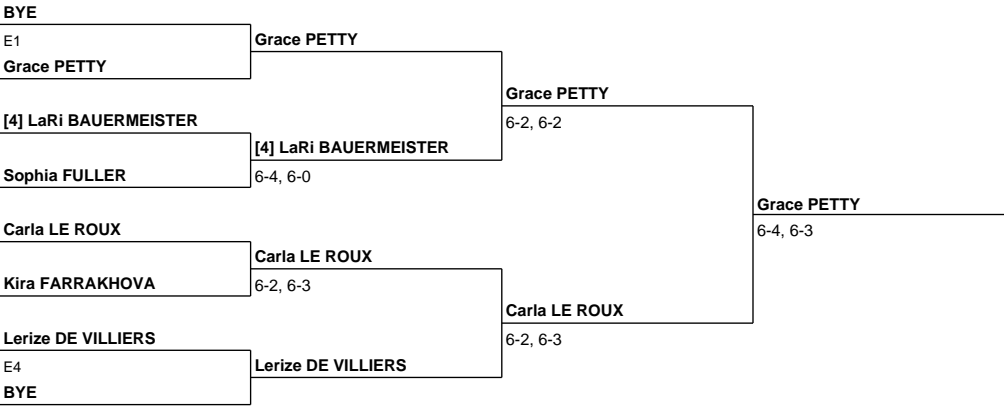 BYE
E1
Grace PETTY
Grace PETTY
[4] LaRi BAUERMEISTER
Sophia FULLER
[4] LaRi BAUERMEISTER
6-4, 6-0
Grace PETTY
6-2, 6-2
Carla LE ROUX
Kira FARRAKHOVA
Carla LE ROUX
6-2, 6-3
Lerize DE VILLIERS
E4
BYE
Lerize DE VILLIERS
Carla LE ROUX
6-2, 6-3
Grace PETTY
6-4, 6-3